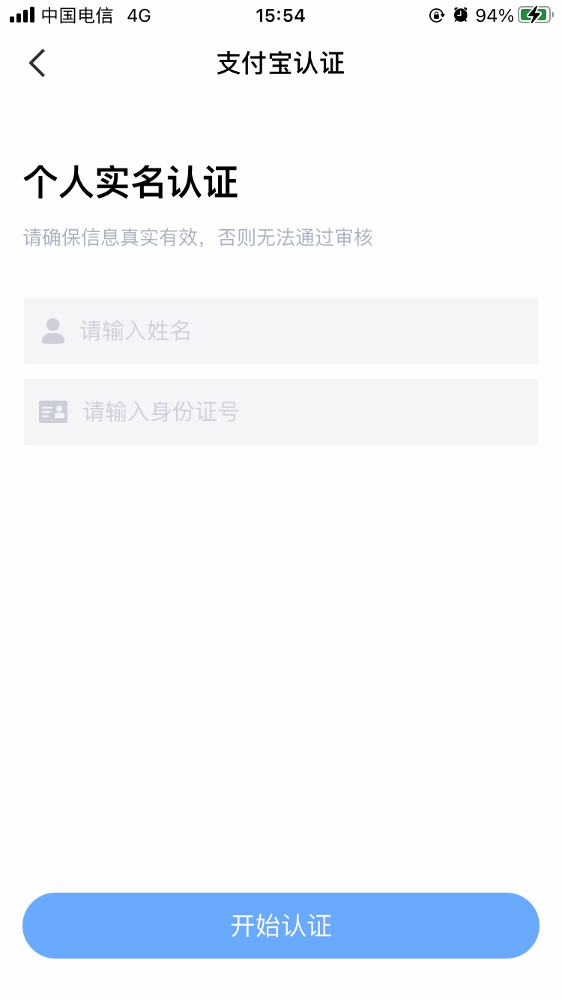 中国电信 4G 15:54 94%
支付宝认证
个人实名认证
请确保信息真实有效，否则无法通过审核
请输入姓名
请输入身份证号
开始认证